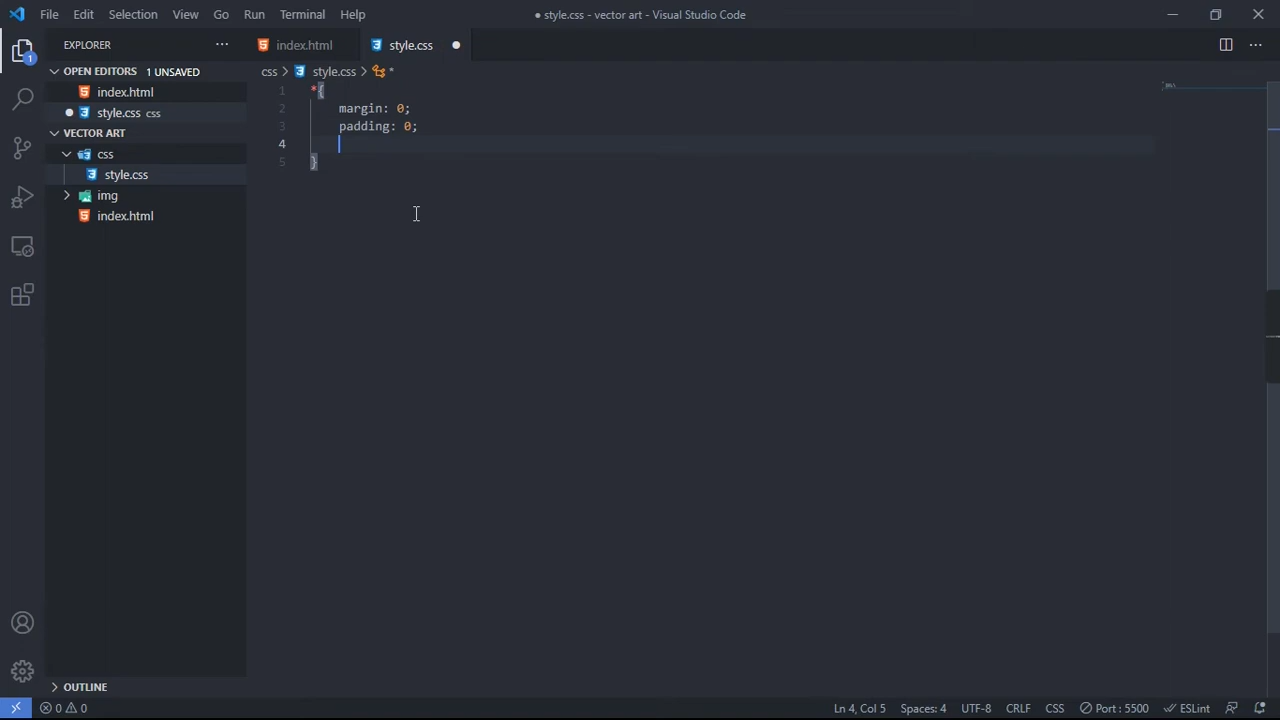 File Edit Selection View Go Run Terminal Help
● style.css - vector art - Visual Studio Code
EXPLORER
index.html
style.css
OPEN EDITORS 1 UNSAVED
css > style.css > *
index.html
style.css css
VECTOR ART
css
style.css
img
index.html
1 *{
2 margin: 0;
3 padding: 0;
4
5 }
OUTLINE
0 0
Ln 4, Col 5 Spaces: 4 UTF-8 CRLF CSS Port : 5500 ESLint
1